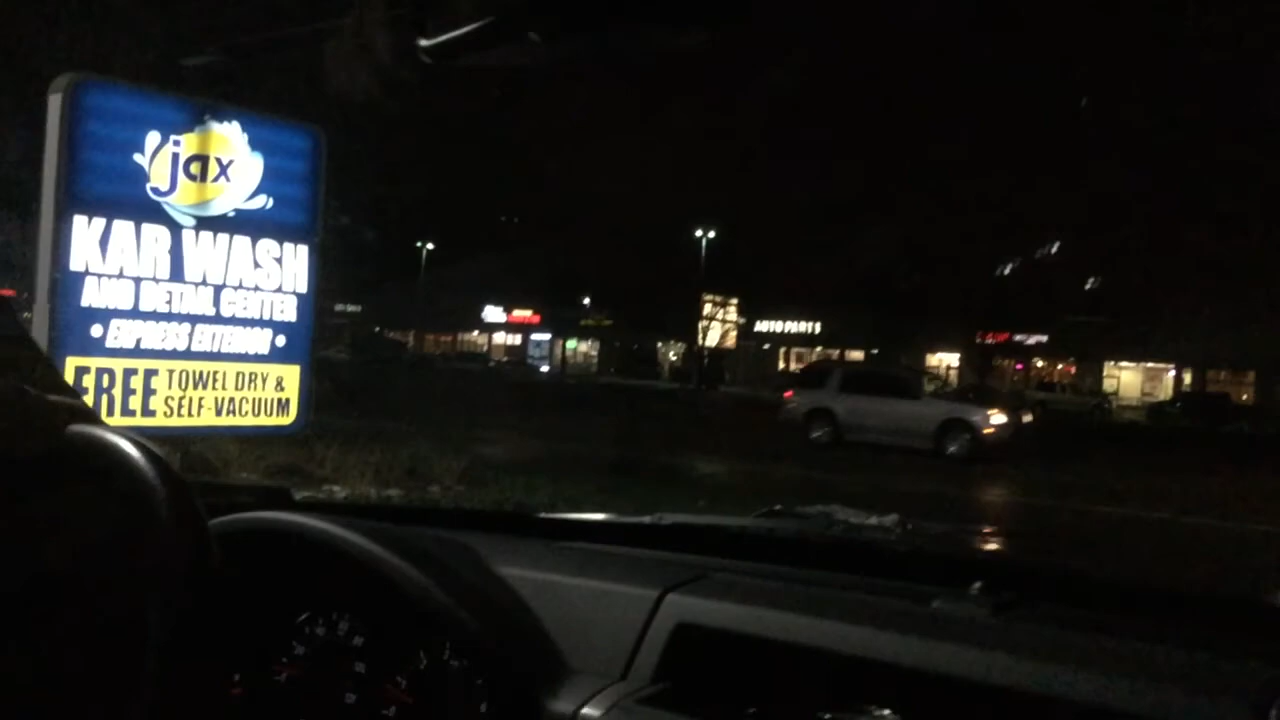 jax
KAR WASH
AND DETAIL CENTER
• EXPRESS EXTERIOR •
FREE TOWEL DRY &
SELF-VACUUM
AUTO PARTS